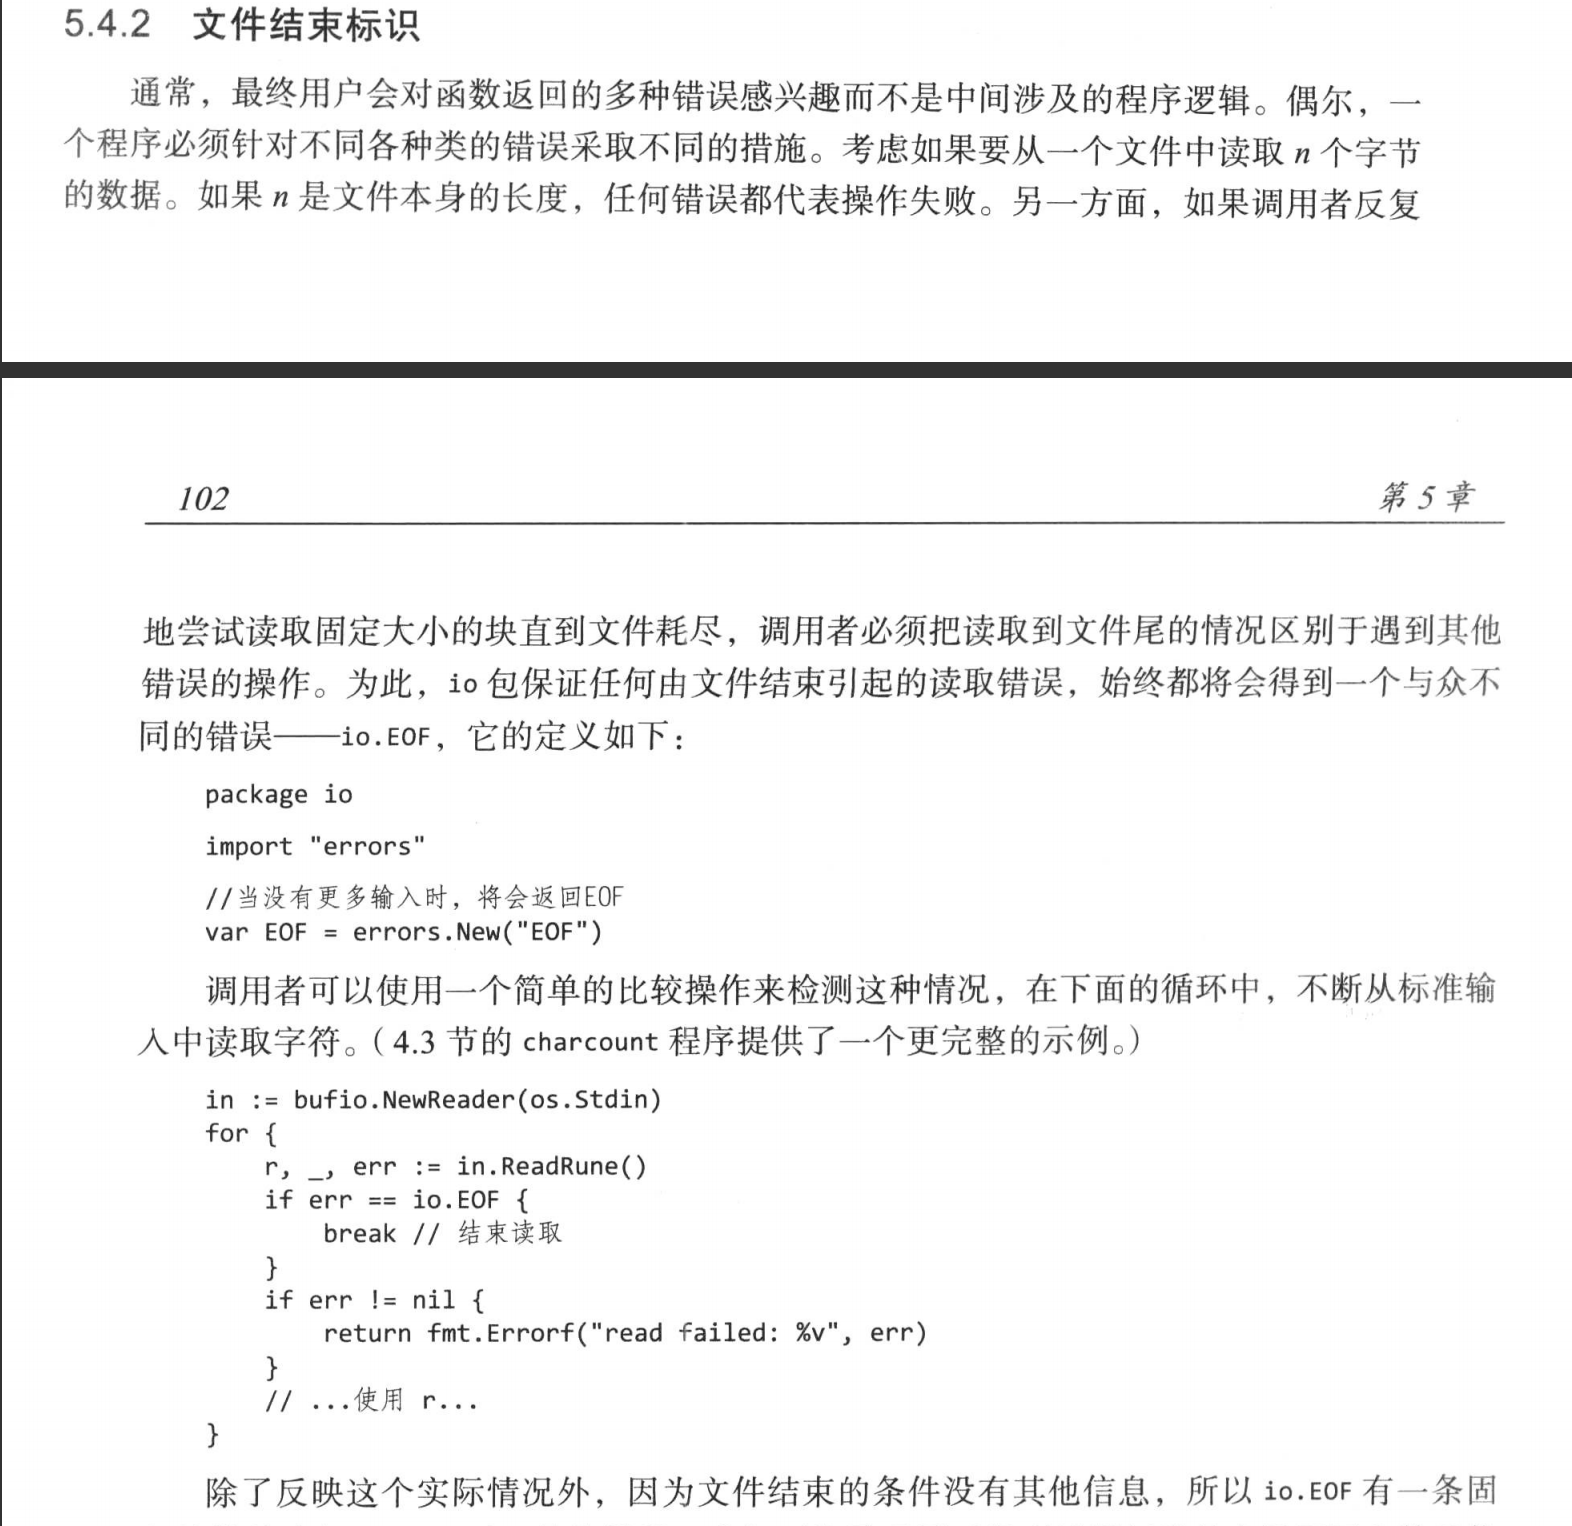 5.4.2 文件结束标识
通常，最终用户会对函数返回的多种错误感兴趣而不是中间涉及的程序逻辑。偶尔，一
个程序必须针对不同各种类的错误采取不同的措施。考虑如果要从一个文件中读取 n 个字节
的数据。如果 n 是文件本身的长度，任何错误都代表操作失败。另一方面，如果调用者反复
102 第 5 章
地尝试读取固定大小的块直到文件耗尽，调用者必须把读取到文件尾的情况区别于遇到其他
错误的操作。为此，io 包保证任何由文件结束引起的读取错误，始终都将会得到一个与众不
同的错误——io.EOF，它的定义如下：
package io
import "errors"
//当没有更多输入时，将会返回EOF
var EOF = errors.New("EOF")
调用者可以使用一个简单的比较操作来检测这种情况，在下面的循环中，不断从标准输
入中读取字符。（4.3 节的 charcount 程序提供了一个更完整的示例。）
in := bufio.NewReader(os.Stdin)
for {
    r, _, err := in.ReadRune()
    if err == io.EOF {
        break // 结束读取
    }
    if err != nil {
        return fmt.Errorf("read failed: %v", err)
    }
    // ...使用 r...
}
除了反映这个实际情况外，因为文件结束的条件没有其他信息，所以 io.EOF 有一条固